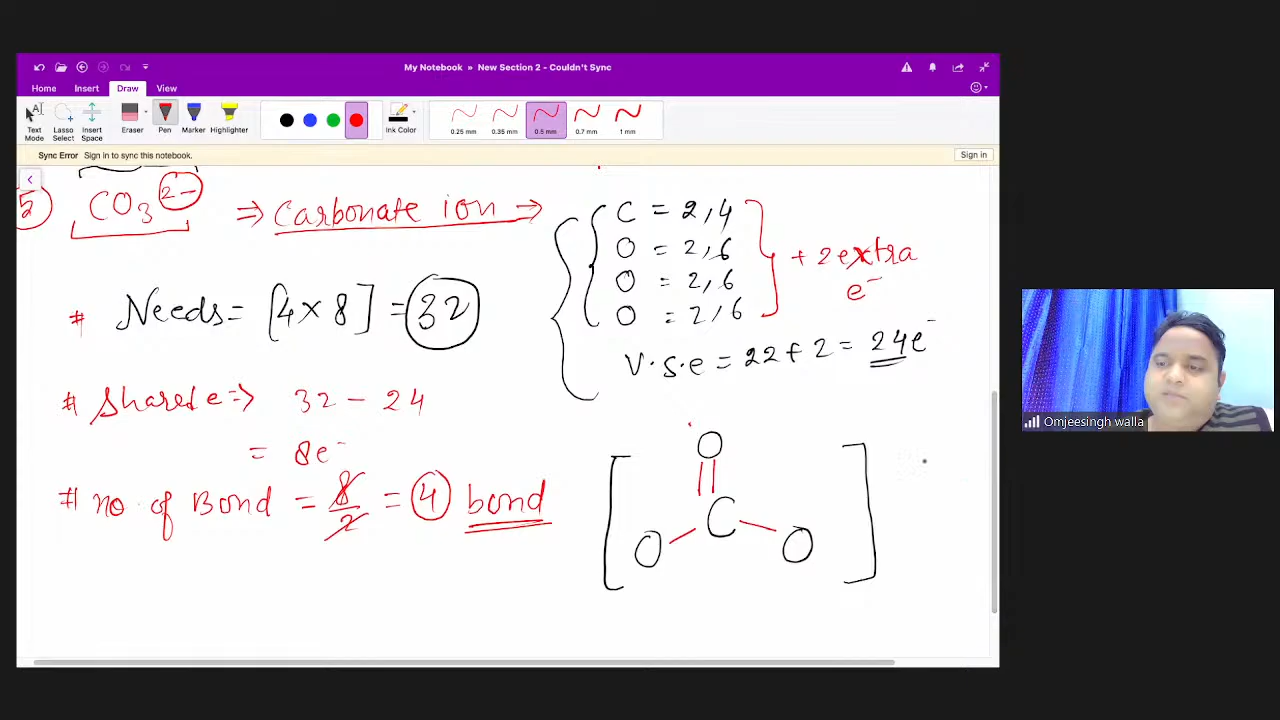 My Notebook » New Section 2 - Couldn't Sync
Home Insert Draw View
Text Mode
Lasso Select
Insert Space
Eraser
Pen
Marker
Highlighter
Ink Color
0.25 mm 0.35 mm 0.5 mm 0.7 mm 1 mm
Sync Error Sign in to sync this notebook. Sign in
5 CO3 2- ⇒ Carbonate ion ⇒
C = 2,4
O = 2,6
O = 2,6
O = 2,6
+ 2 extra
e-
V.S.e = 22 + 2 = 24e-
# Needs = [4 x 8] = 32
# Shared e ⇒ 32 - 24
= 8e-
# no. of Bond = 8/2 = 4 bond
O
C
O O
Omjeesingh walla